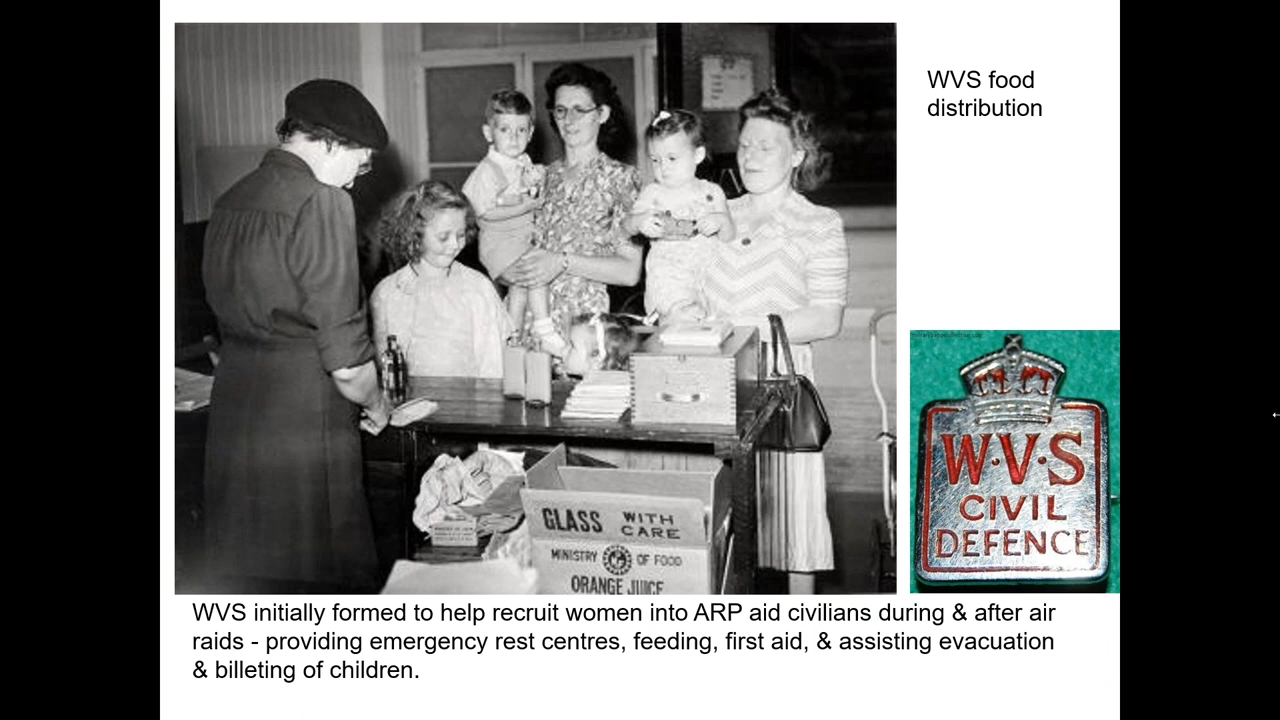 WVS food
distribution
GLASS WITH CARE
MINISTRY OF FOOD
ORANGE JUICE
W·V·S
CIVIL
DEFENCE
WVS initially formed to help recruit women into ARP aid civilians during & after air
raids - providing emergency rest centres, feeding, first aid, & assisting evacuation
& billeting of children.